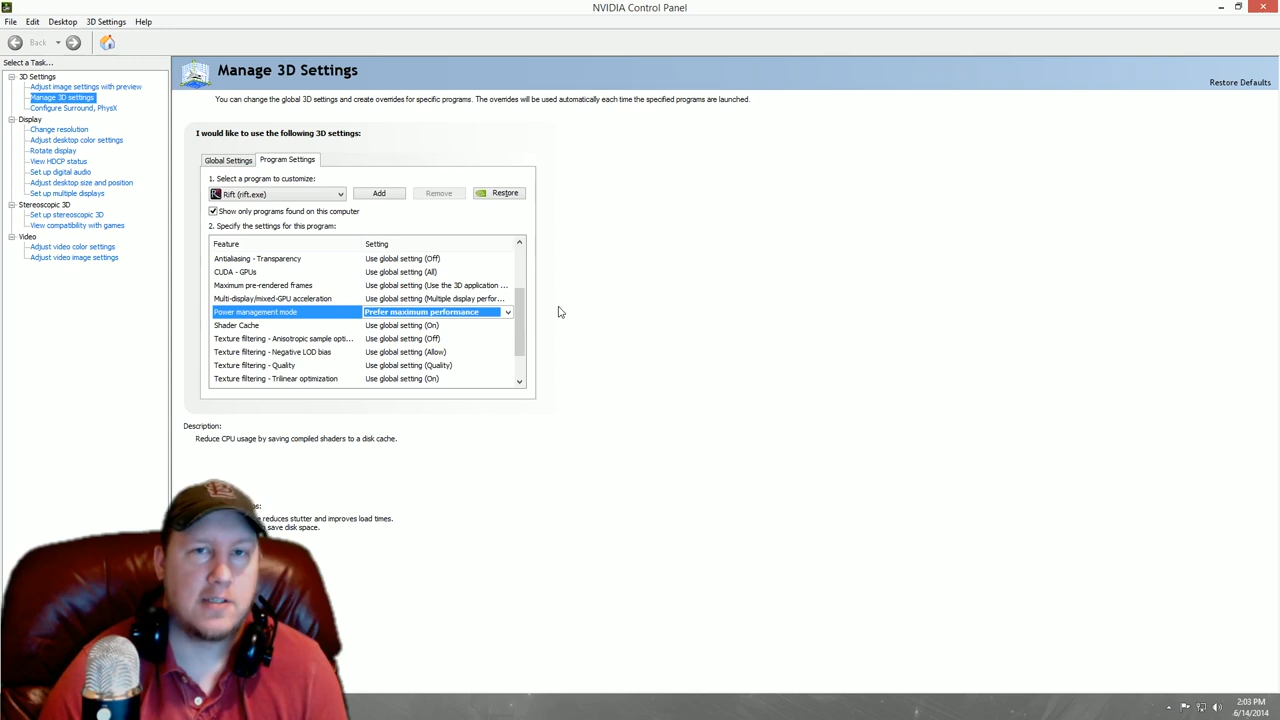 NVIDIA Control Panel
File Edit Desktop 3D Settings Help
Back
Select a Task...
3D Settings
Adjust image settings with preview
Manage 3D settings
Configure Surround, PhysX
Display
Change resolution
Adjust desktop color settings
Rotate display
View HDCP status
Set up digital audio
Adjust desktop size and position
Set up multiple displays
Stereoscopic 3D
Set up stereoscopic 3D
View compatibility with games
Video
Adjust video color settings
Adjust video image settings
Manage 3D Settings
Restore Defaults
You can change the global 3D settings and create overrides for specific programs. The overrides will be used automatically each time the specified programs are launched.
I would like to use the following 3D settings:
Global Settings Program Settings
1. Select a program to customize:
Rift (rift.exe) Add Remove Restore
Show only programs found on this computer
2. Specify the settings for this program:
Feature Setting
Antialiasing - Transparency Use global setting (Off)
CUDA - GPUs Use global setting (All)
Maximum pre-rendered frames Use global setting (Use the 3D application ...
Multi-display/mixed-GPU acceleration Use global setting (Multiple display perfor...
Power management mode Prefer maximum performance
Shader Cache Use global setting (On)
Texture filtering - Anisotropic sample opti... Use global setting (Off)
Texture filtering - Negative LOD bias Use global setting (Allow)
Texture filtering - Quality Use global setting (Quality)
Texture filtering - Trilinear optimization Use global setting (On)
Description:
Reduce CPU usage by saving compiled shaders to a disk cache.
reduces stutter and improves load times.
save disk space.
2:03 PM
6/14/2014